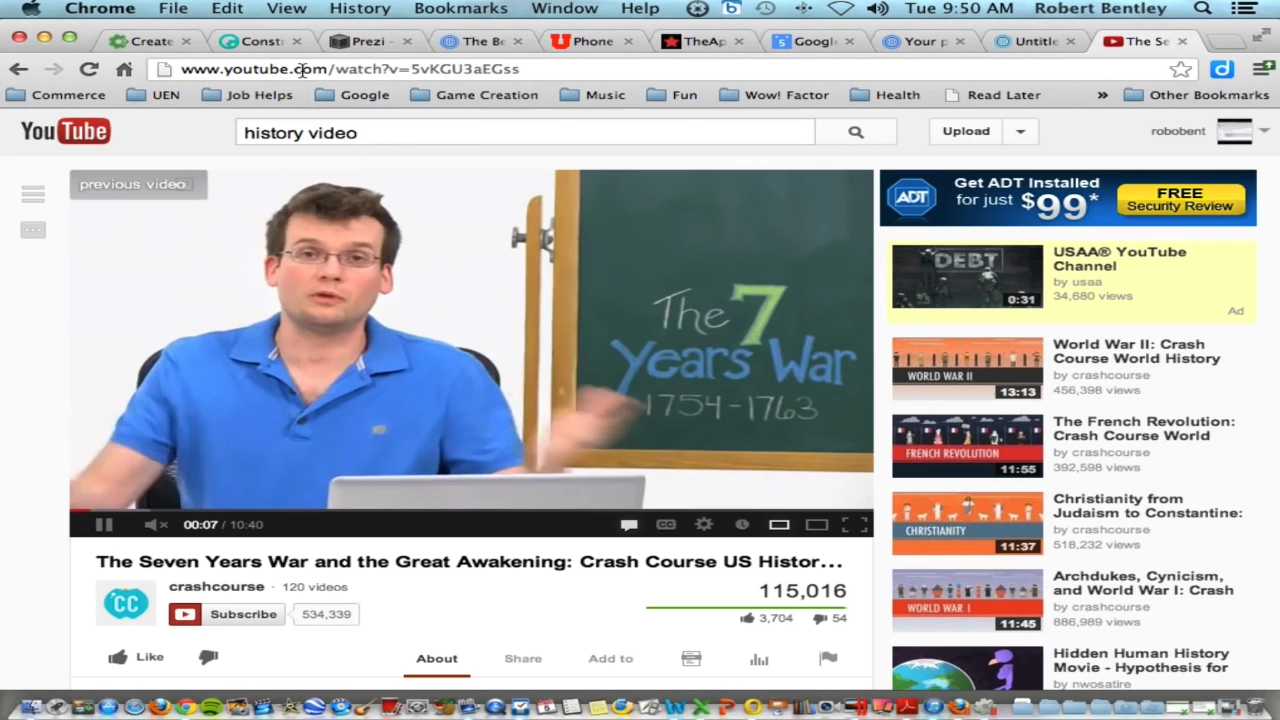 Chrome File Edit View History Bookmarks Window Help Tue 9:50 AM Robert Bentley
Create Constr Prezi - The Be Phone TheAp Googl Your p Untitle The Se
www.youtube.com/watch?v=5vKGU3aEGss
Commerce UEN Job Helps Google Game Creation Music Fun Wow! Factor Health Read Later » Other Bookmarks
YouTube history video Upload robobent
previous video
The 7
Years War
1754-1763
ADT Get ADT Installed
for just $99*
FREE
Security Review
DEBT
0:31
USAA® YouTube
Channel
by usaa
34,680 views
Ad
WORLD WAR II
13:13
World War II: Crash
Course World History
by crashcourse
456,398 views
FRENCH REVOLUTION
11:55
The French Revolution:
Crash Course World
by crashcourse
392,598 views
CHRISTIANITY
11:37
Christianity from
Judaism to Constantine:
by crashcourse
518,232 views
WORLD WAR I
11:45
Archdukes, Cynicism,
and World War I: Crash
by crashcourse
886,989 views
Hidden Human History
Movie - Hypothesis for
by nwosatire
00:07 / 10:40 CC
The Seven Years War and the Great Awakening: Crash Course US Histor...
CC crashcourse · 120 videos
Subscribe 534,339
115,016
3,704 54
Like About Share Add to